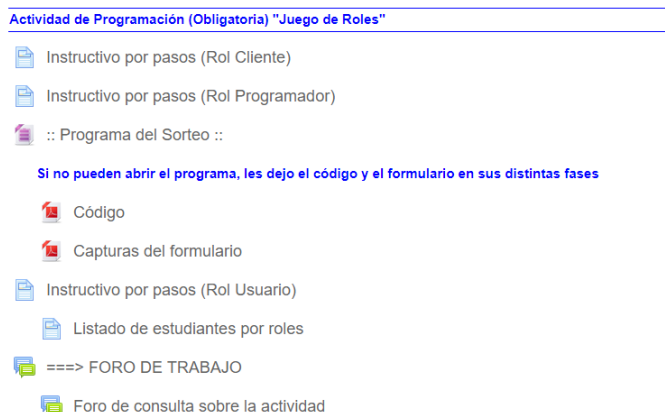 Actividad de Programación (Obligatoria) "Juego de Roles"
Instructivo por pasos (Rol Cliente)
Instructivo por pasos (Rol Programador)
:: Programa del Sorteo ::
Si no pueden abrir el programa, les dejo el código y el formulario en sus distintas fases
Código
Capturas del formulario
Instructivo por pasos (Rol Usuario)
Listado de estudiantes por roles
===> FORO DE TRABAJO
Foro de consulta sobre la actividad